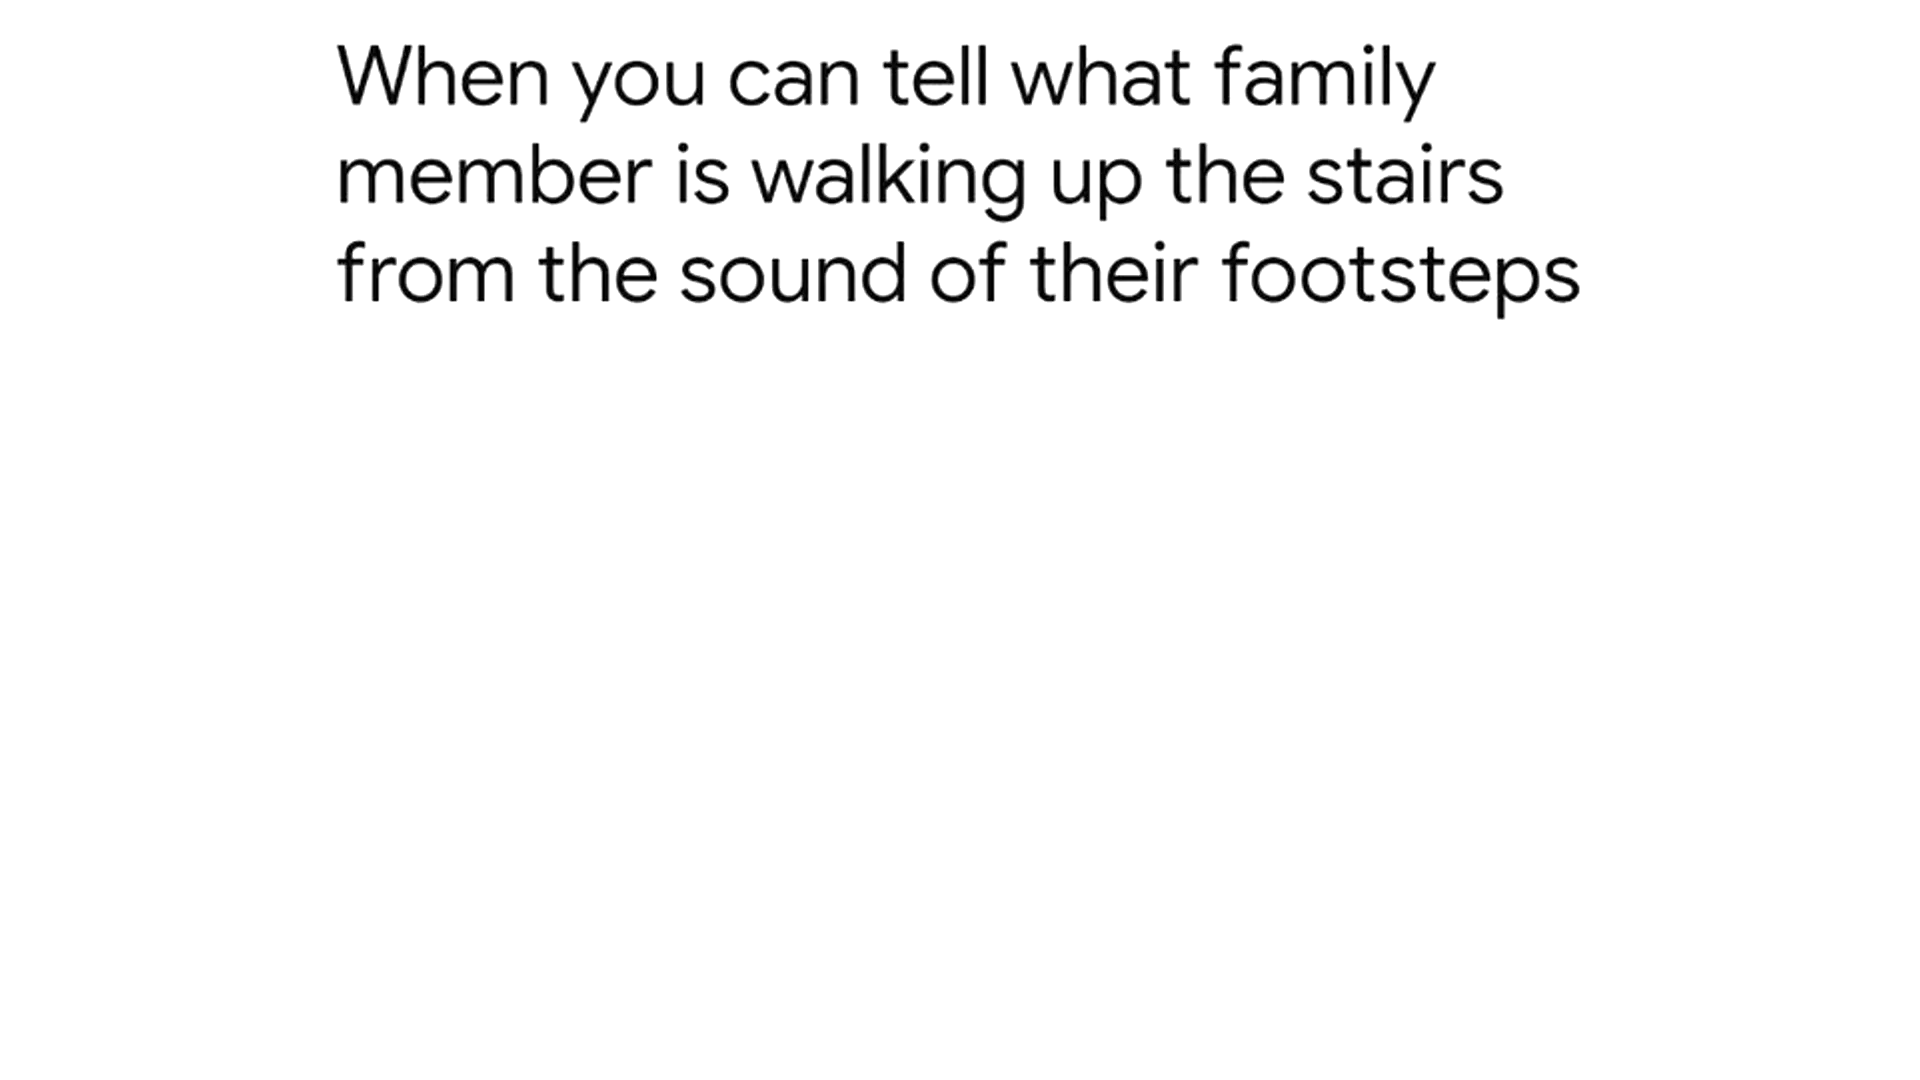 When you can tell what family
member is walking up the stairs
from the sound of their footsteps